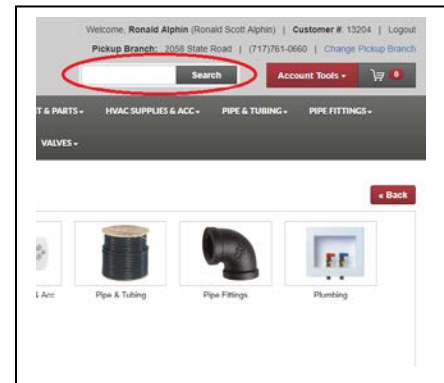 Welcome, Ronald Alphin (Ronald Scott Alphin) | Customer #: 13204 | Logout
Pickup Branch: 2058 State Road | (717)761-0660 | Change Pickup Branch
Search Account Tools 0
T & PARTS HVAC SUPPLIES & ACC PIPE & TUBING PIPE FITTINGS
VALVES
« Back
& Acc Pipe & Tubing Pipe Fittings Plumbing